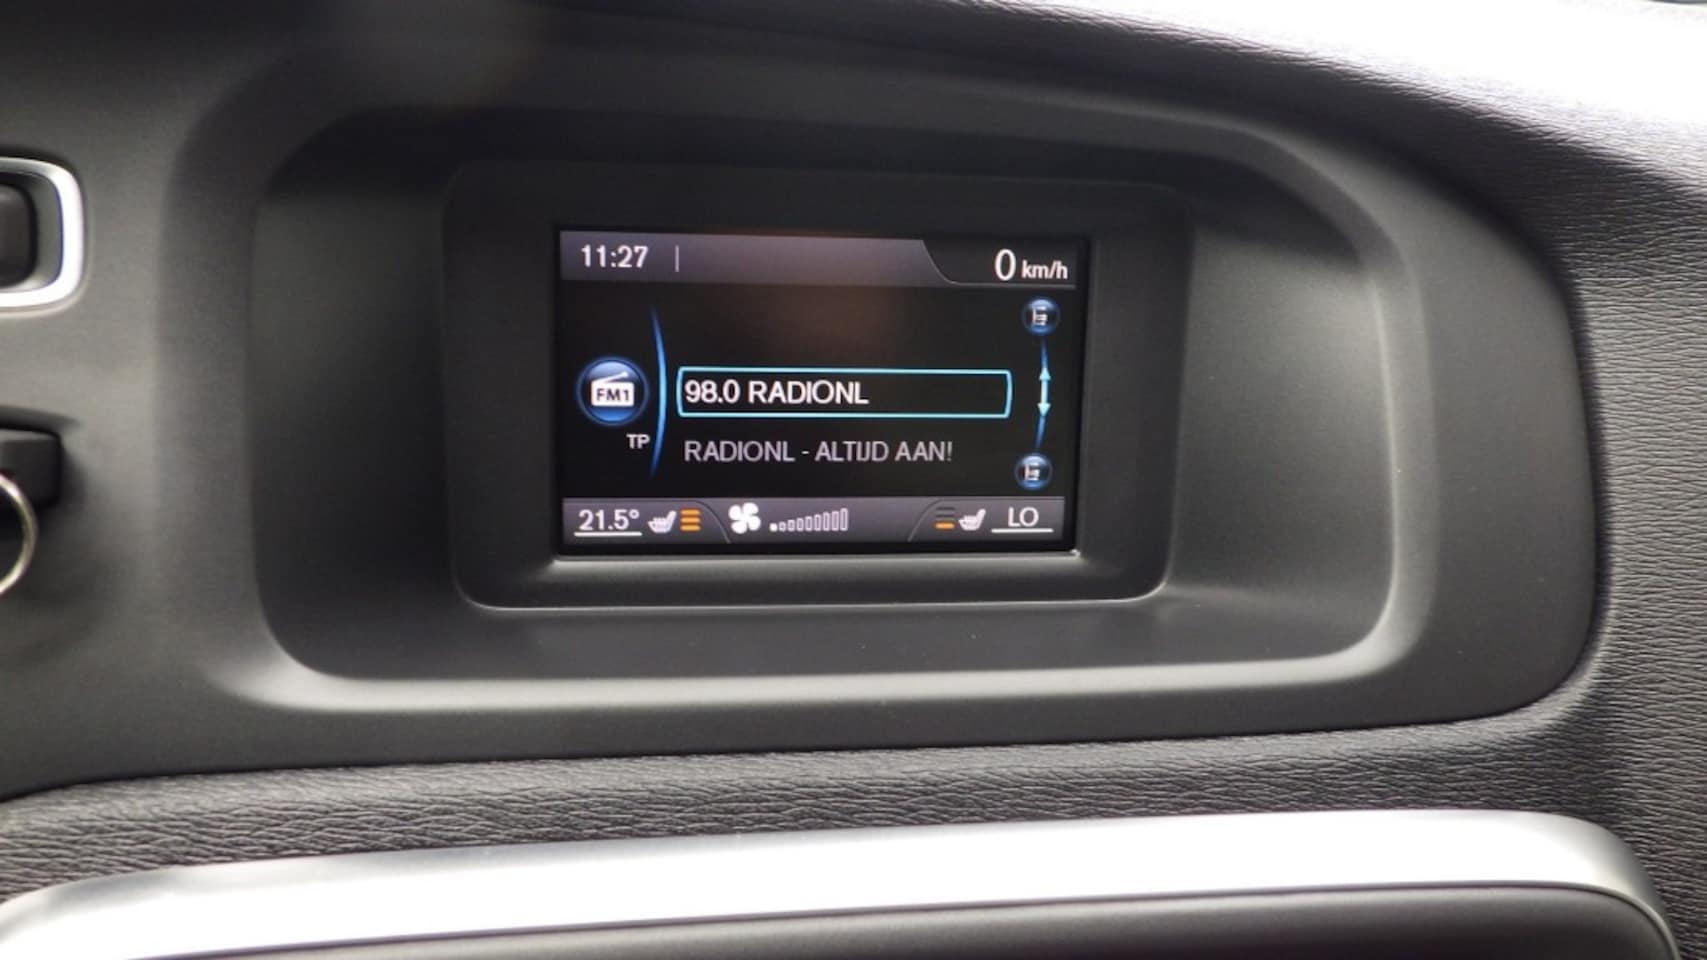 11:27
0 km/h
FM1
98.0 RADIONL
TP
RADIONL - ALTIJD AAN!
21.5°
LO